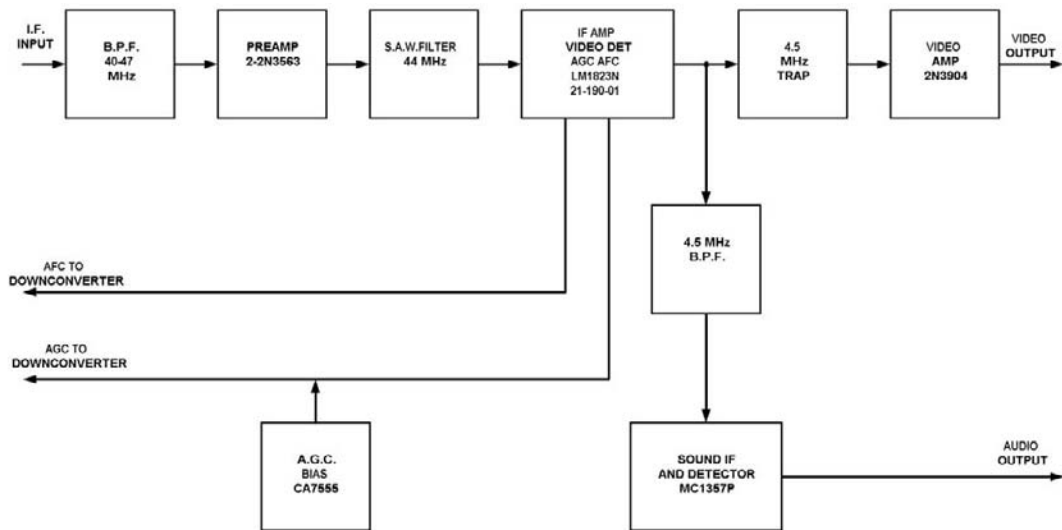 I.F.
INPUT
B.P.F.
40-47
MHz
PREAMP
2-2N3563
S.A.W.FILTER
44 MHz
IF AMP
VIDEO DET
AGC AFC
LM1823N
21-190-01
4.5
MHz
TRAP
VIDEO
AMP
2N3904
VIDEO
OUTPUT
4.5 MHz
B.P.F.
AFC TO
DOWNCONVERTER
AGC TO
DOWNCONVERTER
A.G.C.
BIAS
CA7555
SOUND IF
AND DETECTOR
MC1357P
AUDIO
OUTPUT